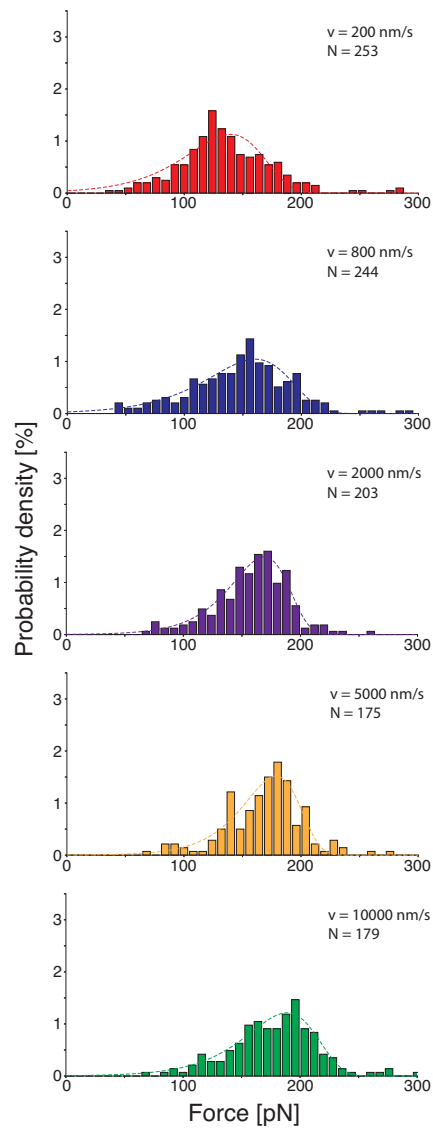 v = 200 nm/s
N = 253
3
2
1
0
0 100 200 300
v = 800 nm/s
N = 244
3
2
1
0
0 100 200 300
Probability density [%]
v = 2000 nm/s
N = 203
3
2
1
0
0 100 200 300
v = 5000 nm/s
N = 175
3
2
1
0
0 100 200 300
v = 10000 nm/s
N = 179
3
2
1
0
0 100 200 300
Force [pN]